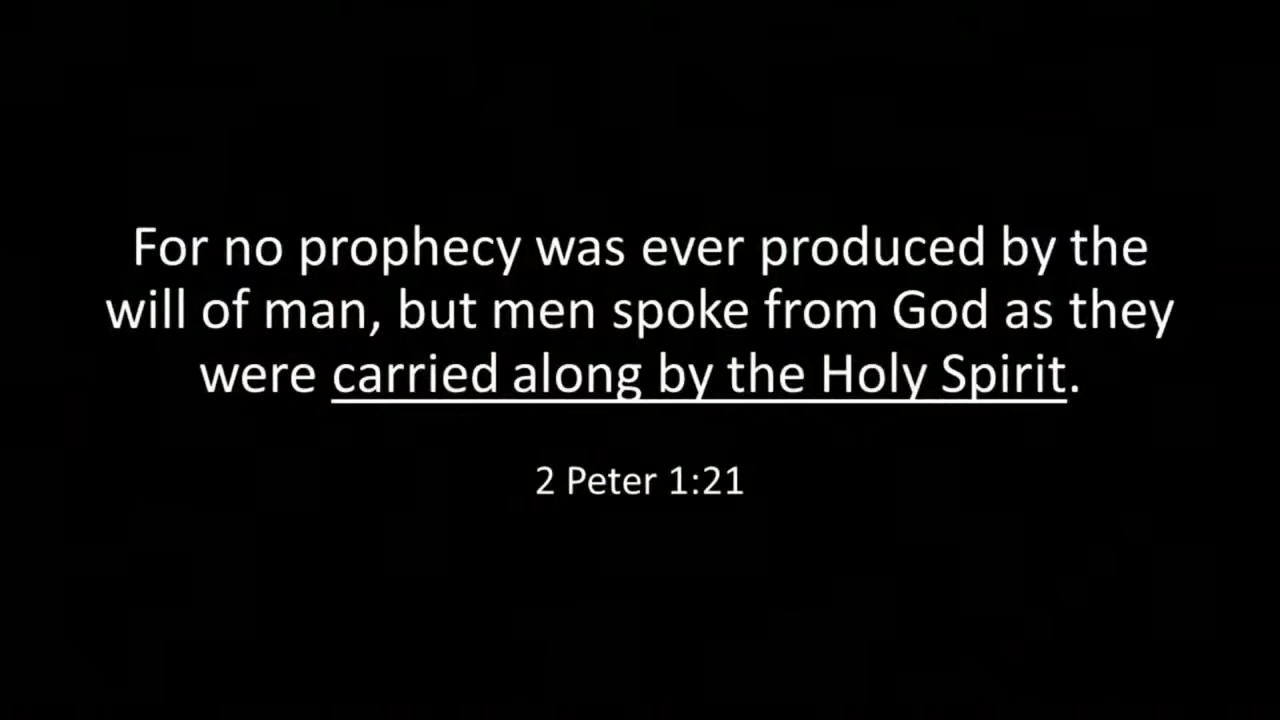 For no prophecy was ever produced by the
will of man, but men spoke from God as they
were carried along by the Holy Spirit.
2 Peter 1:21